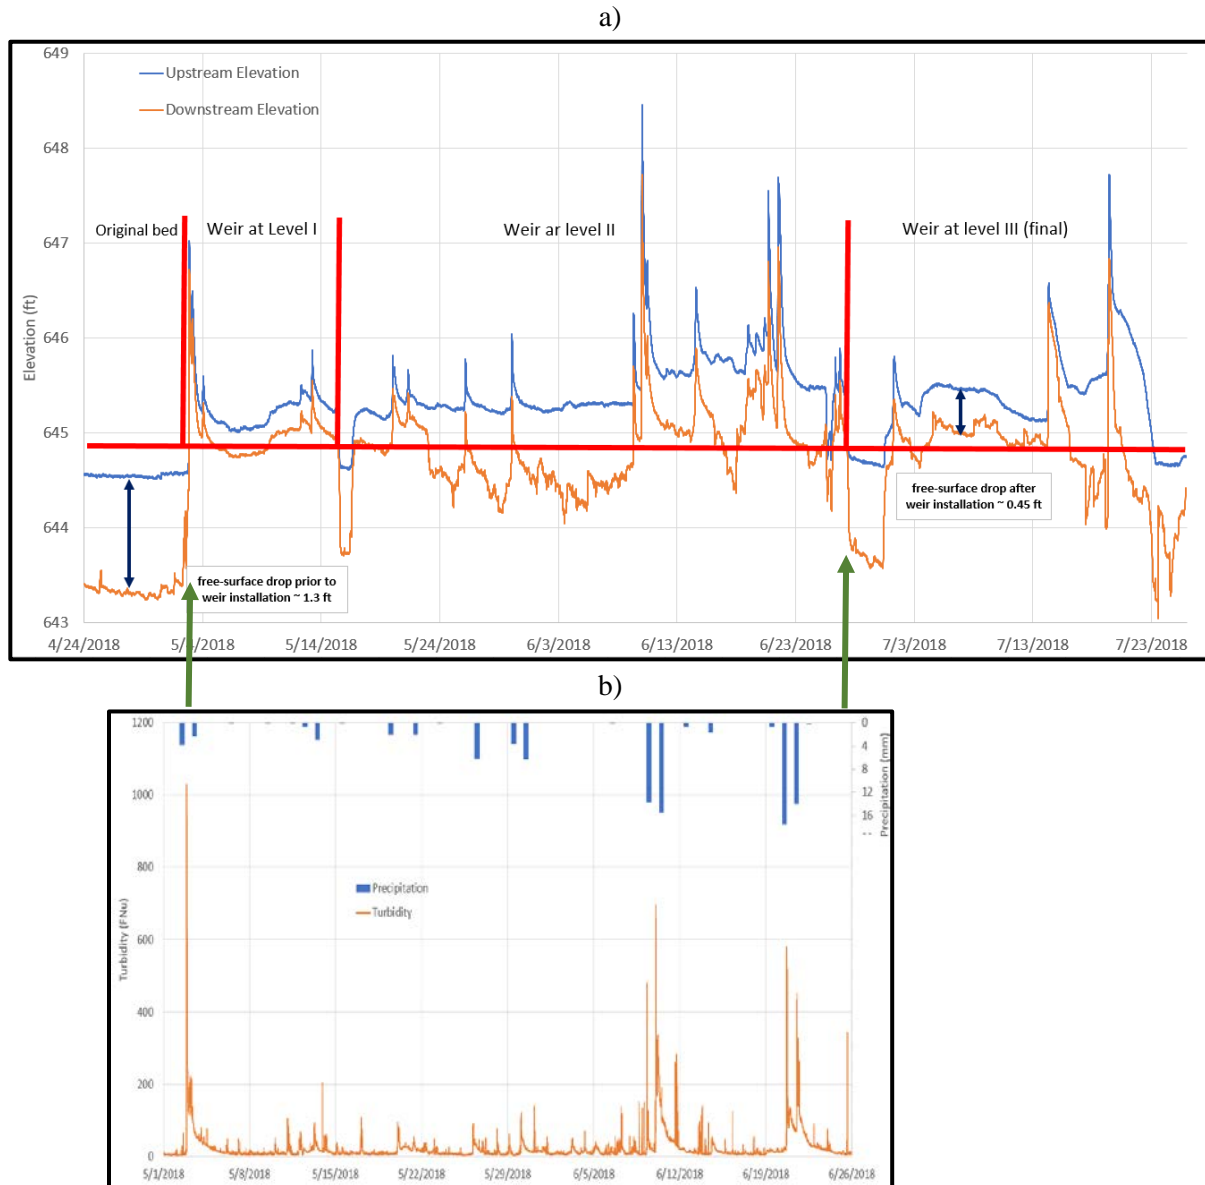 a)
649
Upstream Elevation
Downstream Elevation
648
647
Original bed
Weir at Level I
Weir ar level II
Weir at level III (final)
646
Elevation (ft)
645
free-surface drop after
weir installation ~ 0.45 ft
644
free-surface drop prior to
weir installation ~ 1.3 ft
643
4/24/2018 5/4/2018 5/14/2018 5/24/2018 6/3/2018 6/13/2018 6/23/2018 7/3/2018 7/13/2018 7/23/2018
b)
1200
0
4
8
12
16
--
Precipitation (mm)
1000
800
Precipitation
Turbidity
Turbidity (FNu)
600
400
200
0
5/1/2018 5/8/2018 5/15/2018 5/22/2018 5/29/2018 6/5/2018 6/12/2018 6/19/2018 6/26/2018